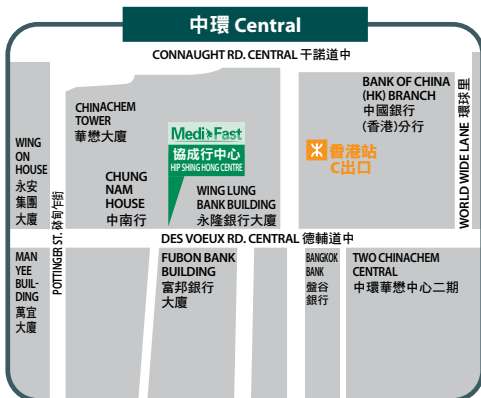 中環 Central
CONNAUGHT RD. CENTRAL 干諾道中
BANK OF CHINA
(HK) BRANCH
中國銀行
(香港)分行
WORLD WIDE LANE 環球里
CHINACHEM
TOWER
華懋大廈
Medi Fast
協成行中心
HIP SHING HONG CENTRE
香港站
C出口
WING
ON
HOUSE
永安
集團
大廈
POTTINGER ST. 砵甸乍街
CHUNG
NAM
HOUSE
中南行
WING LUNG
BANK BUILDING
永隆銀行大廈
DES VOEUX RD. CENTRAL 德輔道中
MAN
YEE
BUIL-
DING
萬宜
大廈
FUBON BANK
BUILDING
富邦銀行
大廈
BANGKOK
BANK
盤谷
銀行
TWO CHINACHEM
CENTRAL
中環華懋中心二期